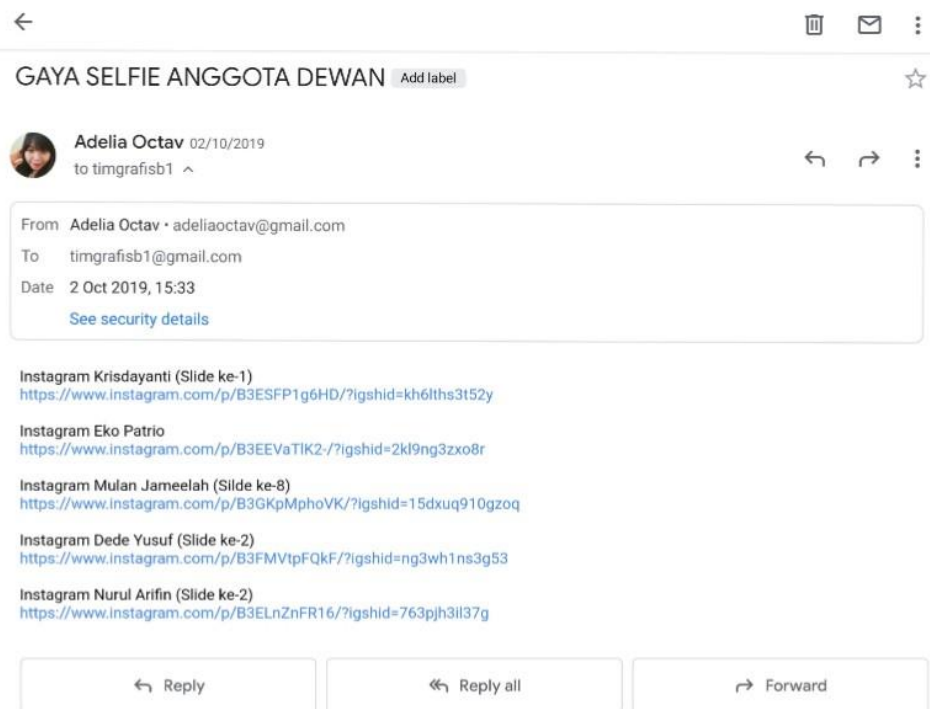 GAYA SELFIE ANGGOTA DEWAN Add label
Adelia Octav 02/10/2019
to timgrafisb1
From Adelia Octav · adeliaoctav@gmail.com
To timgrafisb1@gmail.com
Date 2 Oct 2019, 15:33
See security details
Instagram Krisdayanti (Slide ke-1)
https://www.instagram.com/p/B3ESFP1g6HD/?igshid=kh6lths3t52y
Instagram Eko Patrio
https://www.instagram.com/p/B3EEVaTlK2-/?igshid=2kl9ng3zxo8r
Instagram Mulan Jameelah (Silde ke-8)
https://www.instagram.com/p/B3GKpMphoVK/?igshid=15dxuq910gzoq
Instagram Dede Yusuf (Slide ke-2)
https://www.instagram.com/p/B3FMVtpFQkF/?igshid=ng3wh1ns3g53
Instagram Nurul Arifin (Slide ke-2)
https://www.instagram.com/p/B3ELnZnFR16/?igshid=763pjh3il37g
Reply
Reply all
Forward